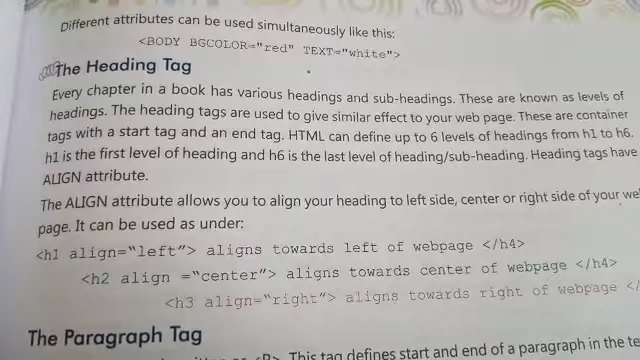 Different attributes can be used simultaneously like this:
<BODY BGCOLOR="red" TEXT="white">
The Heading Tag
Every chapter in a book has various headings and sub-headings. These are known as levels of
headings. The heading tags are used to give similar effect to your web page. These are container
tags with a start tag and an end tag. HTML can define up to 6 levels of headings from h1 to h6.
h1 is the first level of heading and h6 is the last level of heading/sub-heading. Heading tags have
ALIGN attribute.
The ALIGN attribute allows you to align your heading to left side, center or right side of your
page. It can be used as under:
<h1 align="left"> aligns towards left of webpage </h4>
<h2 align ="center"> aligns towards center of webpage </h4>
<h3 align="right"> aligns towards right of webpage </
The Paragraph Tag
<P>. This tag defines start and end of a paragraph in the